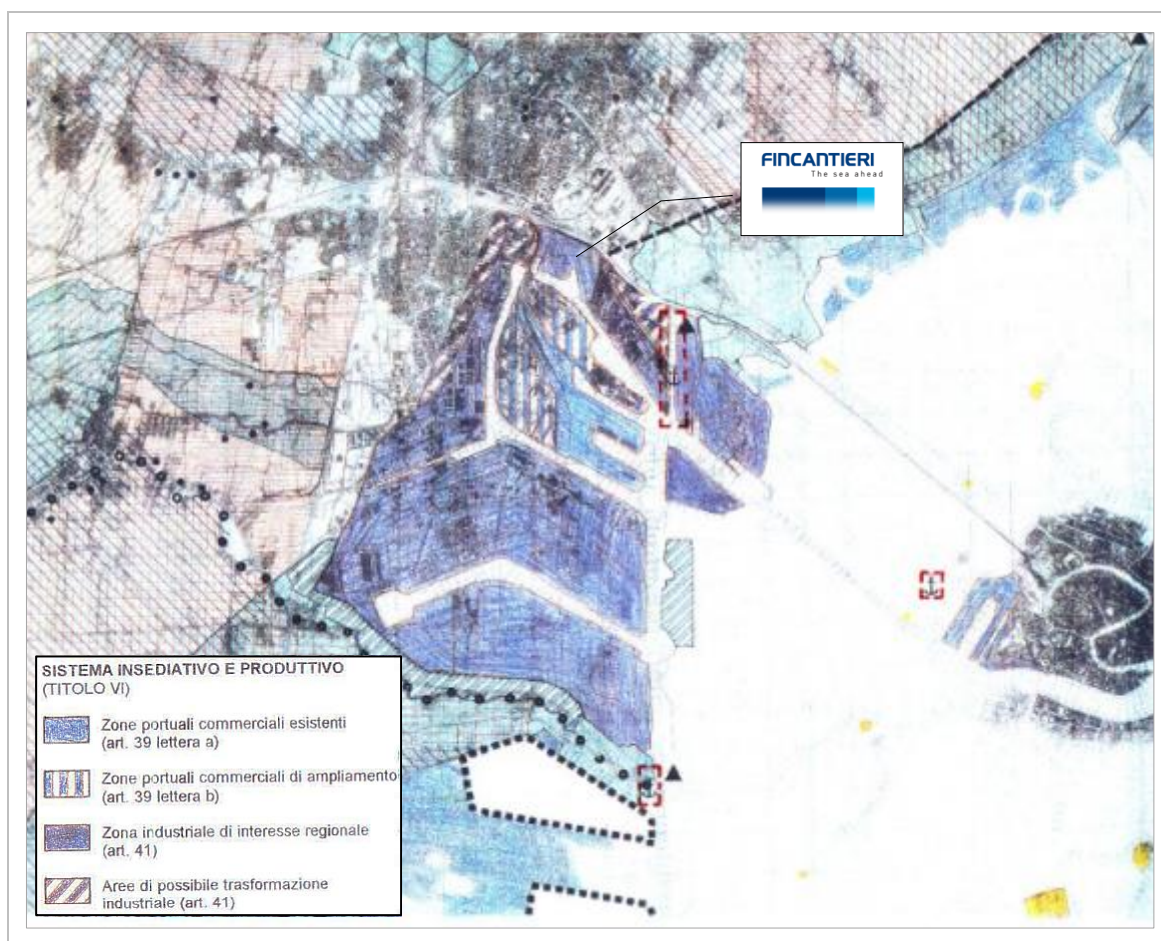 FINCANTIERI
The sea ahead
SISTEMA INSEDIATIVO E PRODUTTIVO
(TITOLO VI)
Zone portuali commerciali esistenti
(art. 39 lettera a)
Zone portuali commerciali di ampliamento
(art. 39 lettera b)
Zona industriale di interesse regionale
(art. 41)
Aree di possibile trasformazione
industriale (art. 41)